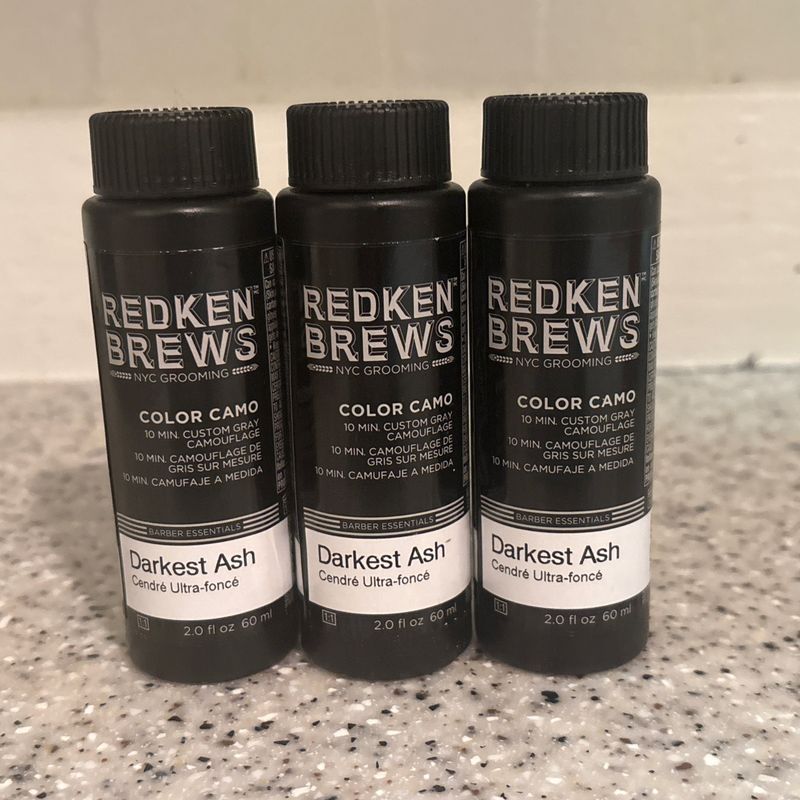 REDKEN™
BREWS
NYC GROOMING
COLOR CAMO
10 MIN. CUSTOM GRAY
CAMOUFLAGE
10 MIN. CAMOUFLAGE DE
GRIS SUR MESURE
10 MIN. CAMUFAJE A MEDIDA
BARBER ESSENTIALS
Darkest Ash
Cendré Ultra-foncé
1:1
2.0 fl oz 60 ml
REDKEN™
BREWS
NYC GROOMING
COLOR CAMO
10 MIN. CUSTOM GRAY
CAMOUFLAGE
10 MIN. CAMOUFLAGE DE
GRIS SUR MESURE
10 MIN. CAMUFAJE A MEDIDA
BARBER ESSENTIALS
Darkest Ash
Cendré Ultra-foncé
1:1
2.0 fl oz 60 ml
REDKEN™
BREWS
NYC GROOMING
COLOR CAMO
10 MIN. CUSTOM GRAY
CAMOUFLAGE
10 MIN. CAMOUFLAGE DE
GRIS SUR MESURE
10 MIN. CAMUFAJE A MEDIDA
BARBER ESSENTIALS
Darkest Ash
Cendré Ultra-foncé
1:1
2.0 fl oz 60 ml